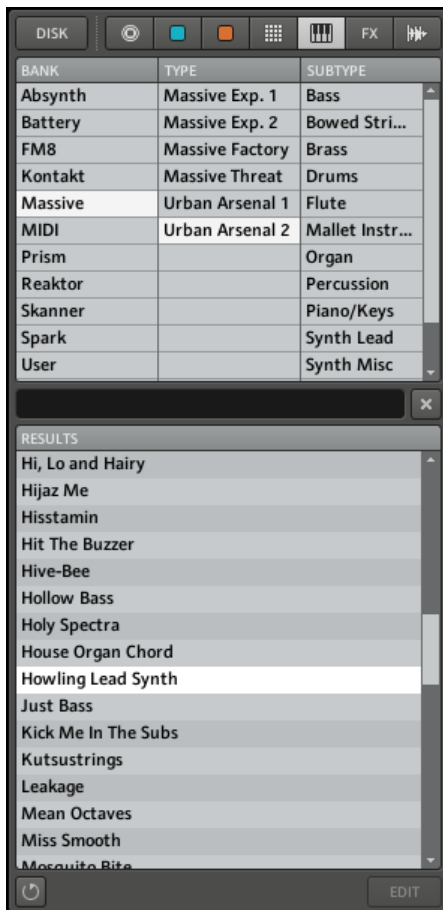 DISK FX
BANK TYPE SUBTYPE
Absynth Massive Exp. 1 Bass
Battery Massive Exp. 2 Bowed Stri...
FM8 Massive Factory Brass
Kontakt Massive Threat Drums
Massive Urban Arsenal 1 Flute
MIDI Urban Arsenal 2 Mallet Instr...
Prism Organ
Reaktor Percussion
Skanner Piano/Keys
Spark Synth Lead
User Synth Misc
RESULTS
Hi, Lo and Hairy
Hijaz Me
Hisstamin
Hit The Buzzer
Hive-Bee
Hollow Bass
Holy Spectra
House Organ Chord
Howling Lead Synth
Just Bass
Kick Me In The Subs
Kutsustrings
Leakage
Mean Octaves
Miss Smooth
Mosquito Bite
EDIT